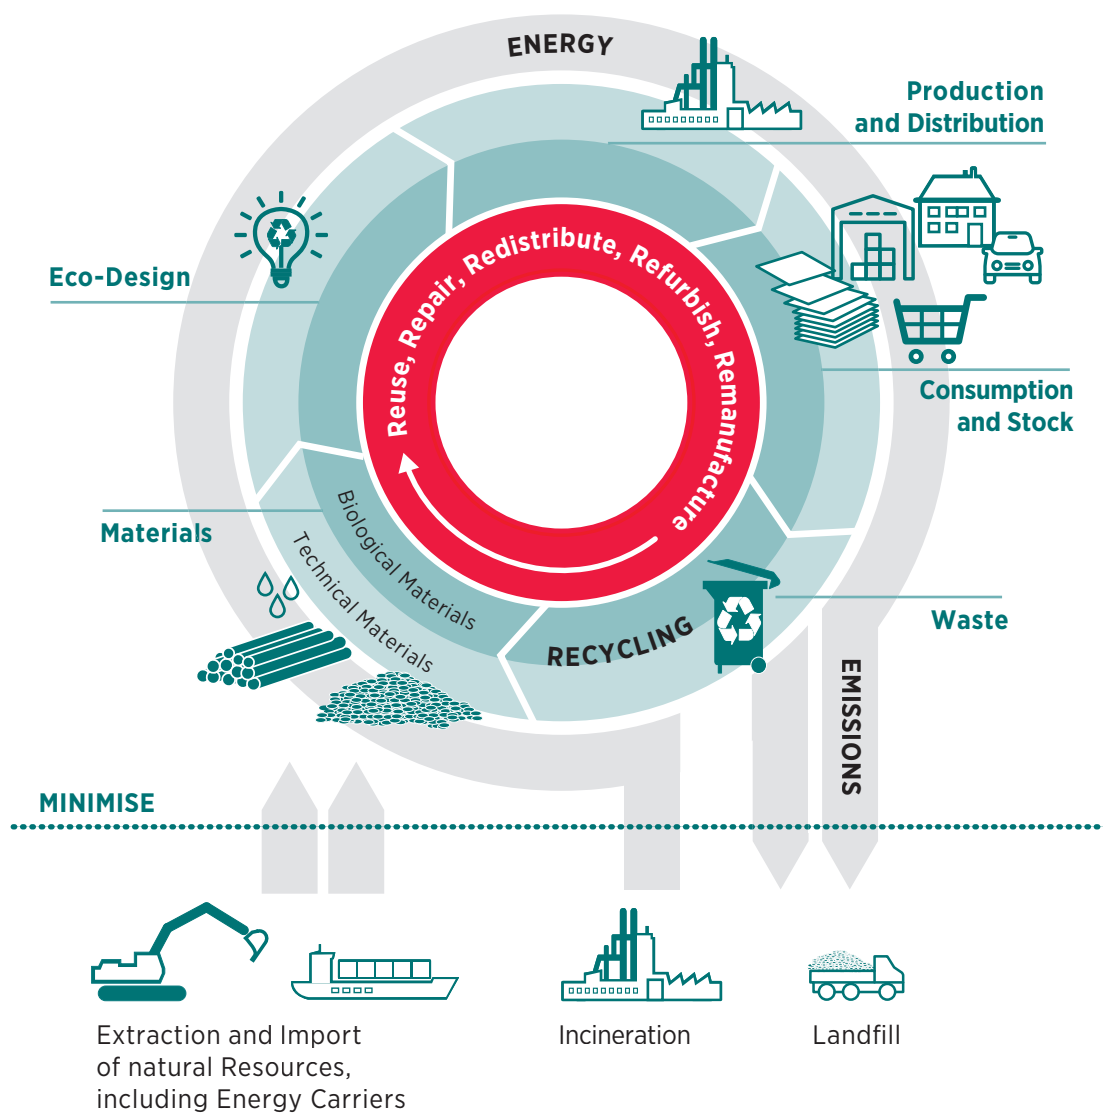 ENERGY
Production
and Distribution
Reuse, Repair, Redistribute, Refurbish, Remanufacture
Eco-Design
Consumption
and Stock
Materials
Biological Materials
Technical Materials
RECYCLING
Waste
EMISSIONS
MINIMISE
Extraction and Import
of natural Resources,
including Energy Carriers
Incineration
Landfill